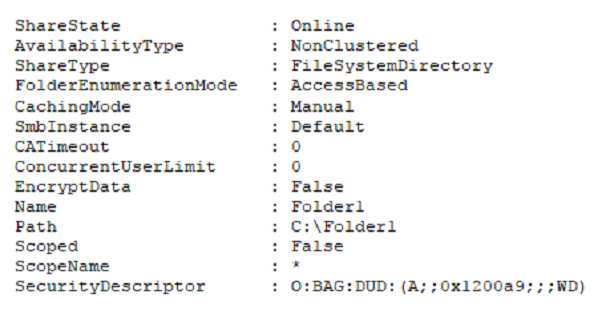 ShareState : Online
AvailabilityType : NonClustered
ShareType : FileSystemDirectory
FolderEnumerationMode : AccessBased
CachingMode : Manual
SmbInstance : Default
CATimeout : 0
ConcurrentUserLimit : 0
EncryptData : False
Name : Folder1
Path : C:\Folder1
Scoped : False
ScopeName : *
SecurityDescriptor : O:BAG:DUD:(A;;0x1200a9;;;WD)